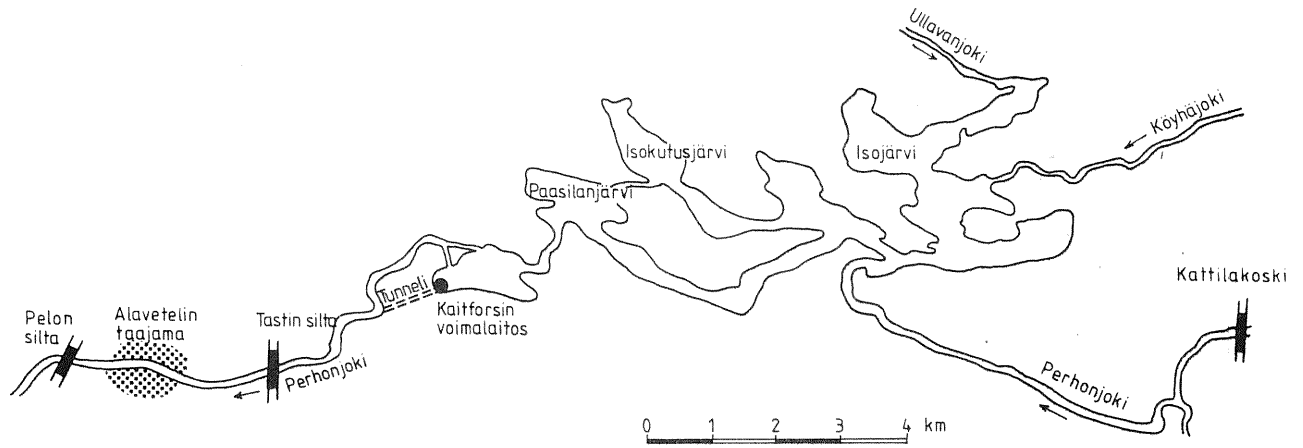 Ullavanjoki
Köyhäjoki
Isokutusjärvi
Isojärvi
Paasilanjärvi
Tunneli
Kaitforsin
voimalaitos
Kattilakoski
Pelon
silta
Alavetelin
taajama
Tastin silta
Perhonjoki
Perhonjoki
0 1 2 3 4 km